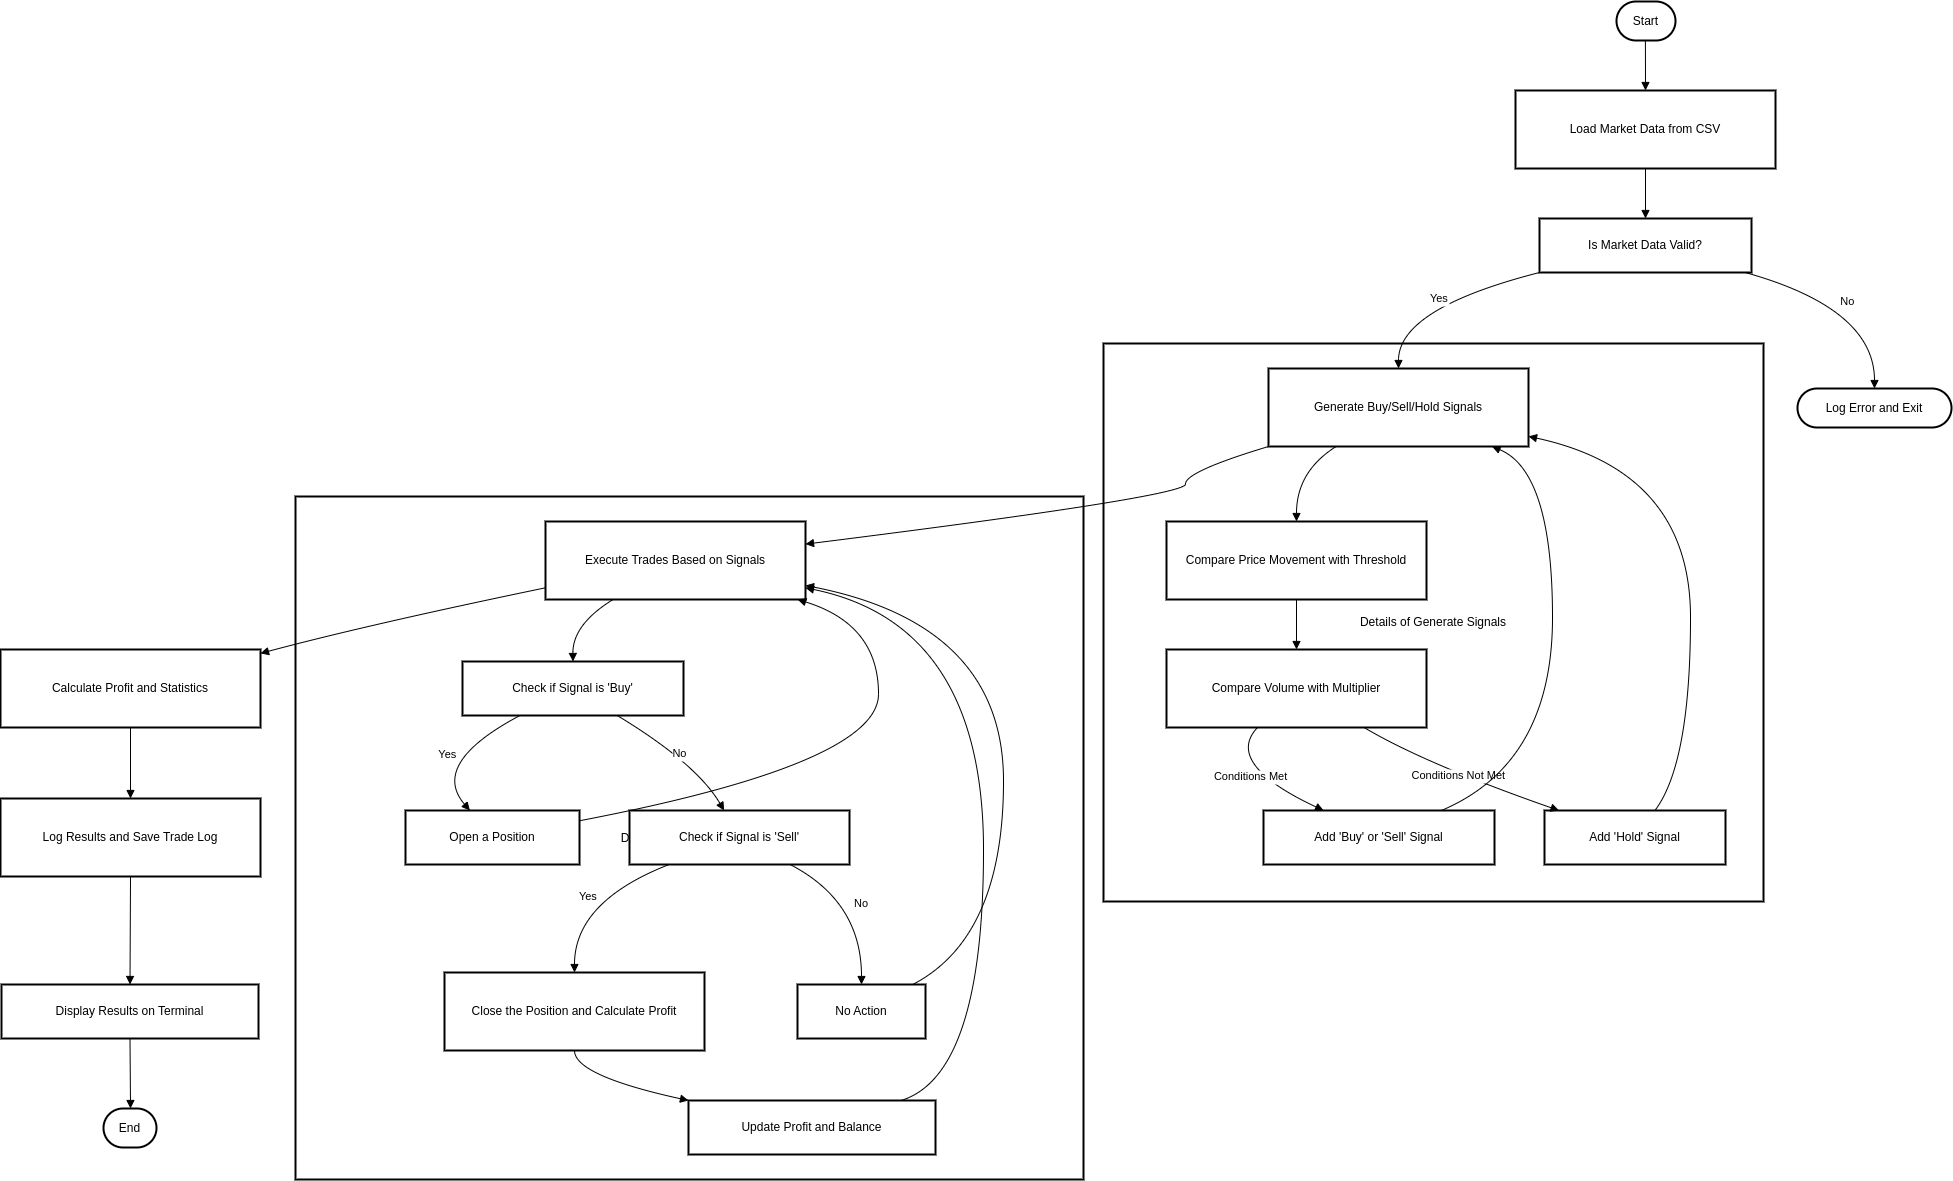 Start
Load Market Data from CSV
Is Market Data Valid?
Yes
No
Generate Buy/Sell/Hold Signals
Log Error and Exit
Compare Price Movement with Threshold
Details of Generate Signals
Compare Volume with Multiplier
Conditions Met
Conditions Not Met
Add 'Buy' or 'Sell' Signal
Add 'Hold' Signal
Execute Trades Based on Signals
Check if Signal is 'Buy'
Yes
No
Open a Position
D
Check if Signal is 'Sell'
Yes
No
Close the Position and Calculate Profit
No Action
Update Profit and Balance
Calculate Profit and Statistics
Log Results and Save Trade Log
Display Results on Terminal
End